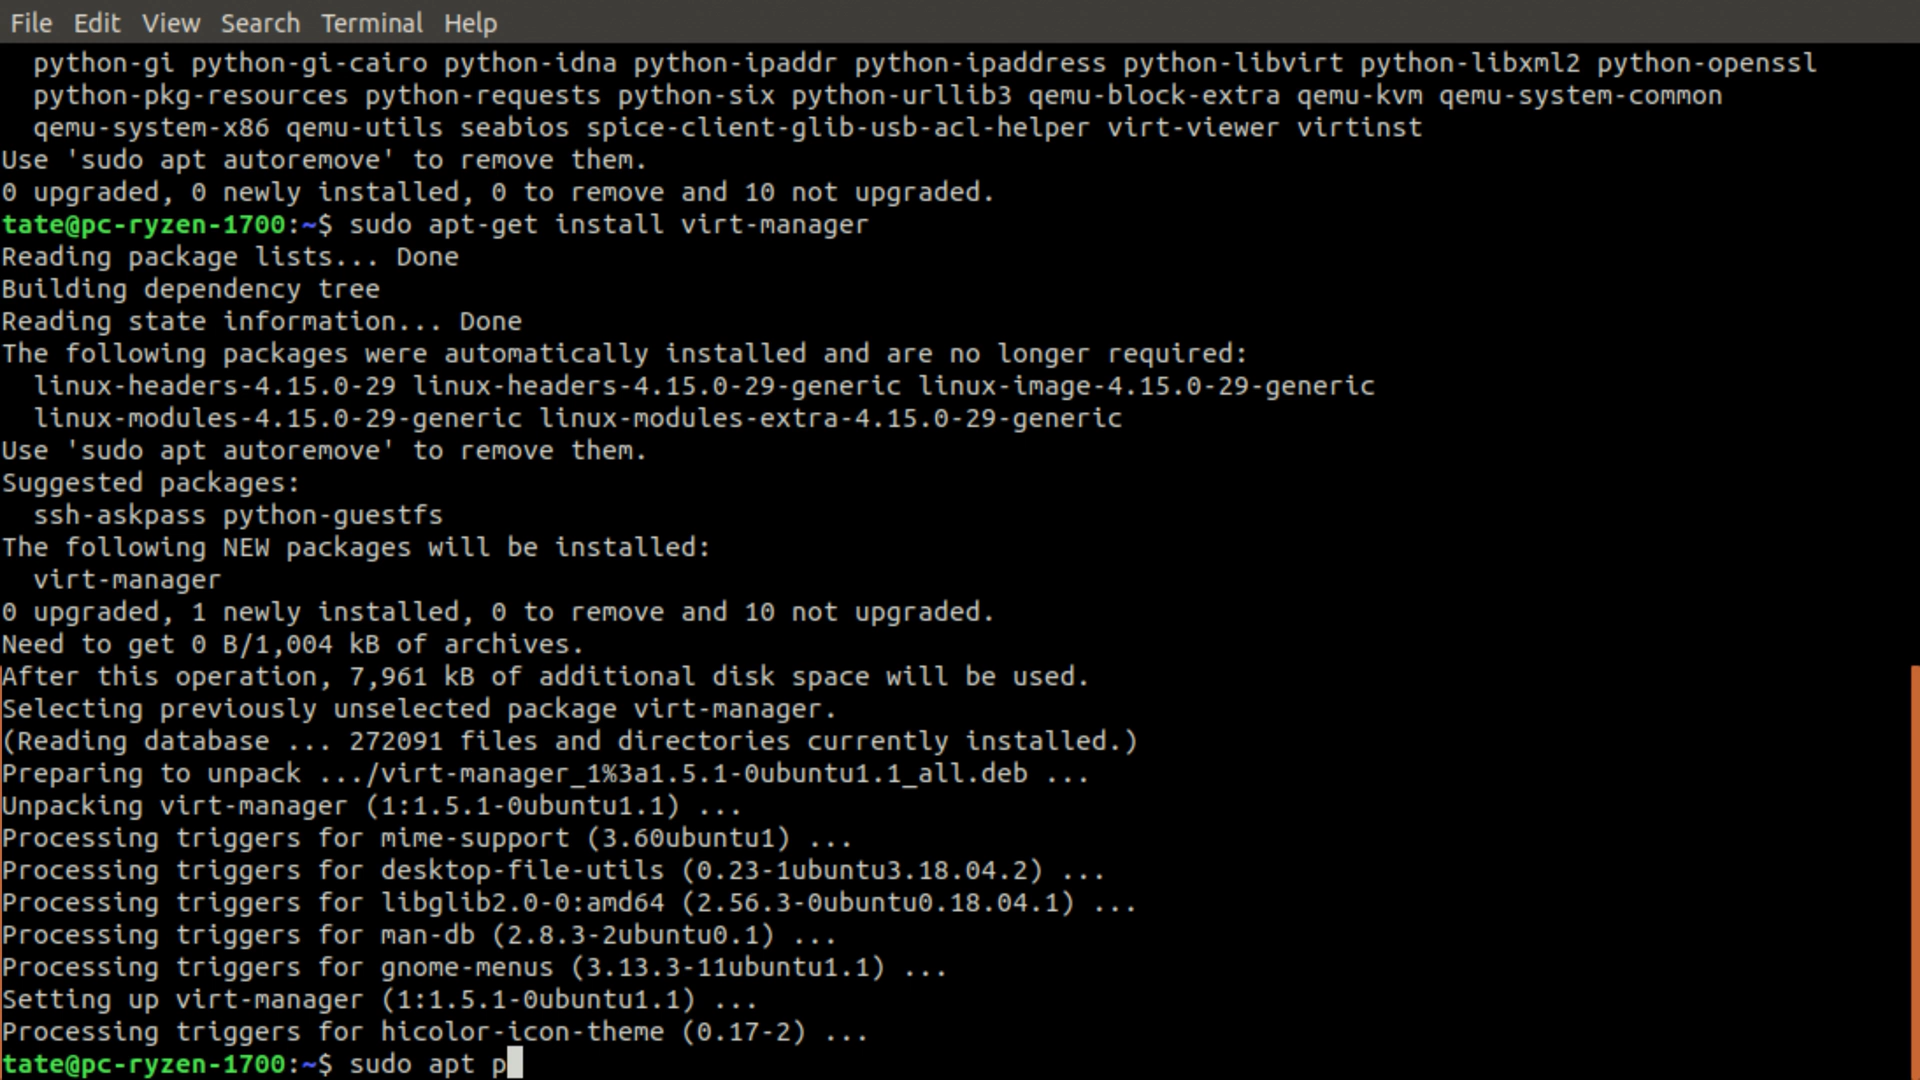 File Edit View Search Terminal Help
python-gi python-gi-cairo python-idna python-ipaddr python-ipaddress python-libvirt python-libxml2 python-openssl
python-pkg-resources python-requests python-six python-urllib3 qemu-block-extra qemu-kvm qemu-system-common
qemu-system-x86 qemu-utils seabios spice-client-glib-usb-acl-helper virt-viewer virtinst
Use 'sudo apt autoremove' to remove them.
0 upgraded, 0 newly installed, 0 to remove and 10 not upgraded.
tate@pc-ryzen-1700:~$ sudo apt-get install virt-manager
Reading package lists... Done
Building dependency tree
Reading state information... Done
The following packages were automatically installed and are no longer required:
linux-headers-4.15.0-29 linux-headers-4.15.0-29-generic linux-image-4.15.0-29-generic
linux-modules-4.15.0-29-generic linux-modules-extra-4.15.0-29-generic
Use 'sudo apt autoremove' to remove them.
Suggested packages:
ssh-askpass python-guestfs
The following NEW packages will be installed:
virt-manager
0 upgraded, 1 newly installed, 0 to remove and 10 not upgraded.
Need to get 0 B/1,004 kB of archives.
After this operation, 7,961 kB of additional disk space will be used.
Selecting previously unselected package virt-manager.
(Reading database ... 272091 files and directories currently installed.)
Preparing to unpack .../virt-manager_1%3a1.5.1-0ubuntu1.1_all.deb ...
Unpacking virt-manager (1:1.5.1-0ubuntu1.1) ...
Processing triggers for mime-support (3.60ubuntu1) ...
Processing triggers for desktop-file-utils (0.23-1ubuntu3.18.04.2) ...
Processing triggers for libglib2.0-0:amd64 (2.56.3-0ubuntu0.18.04.1) ...
Processing triggers for man-db (2.8.3-2ubuntu0.1) ...
Processing triggers for gnome-menus (3.13.3-11ubuntu1.1) ...
Setting up virt-manager (1:1.5.1-0ubuntu1.1) ...
Processing triggers for hicolor-icon-theme (0.17-2) ...
tate@pc-ryzen-1700:~$ sudo apt p